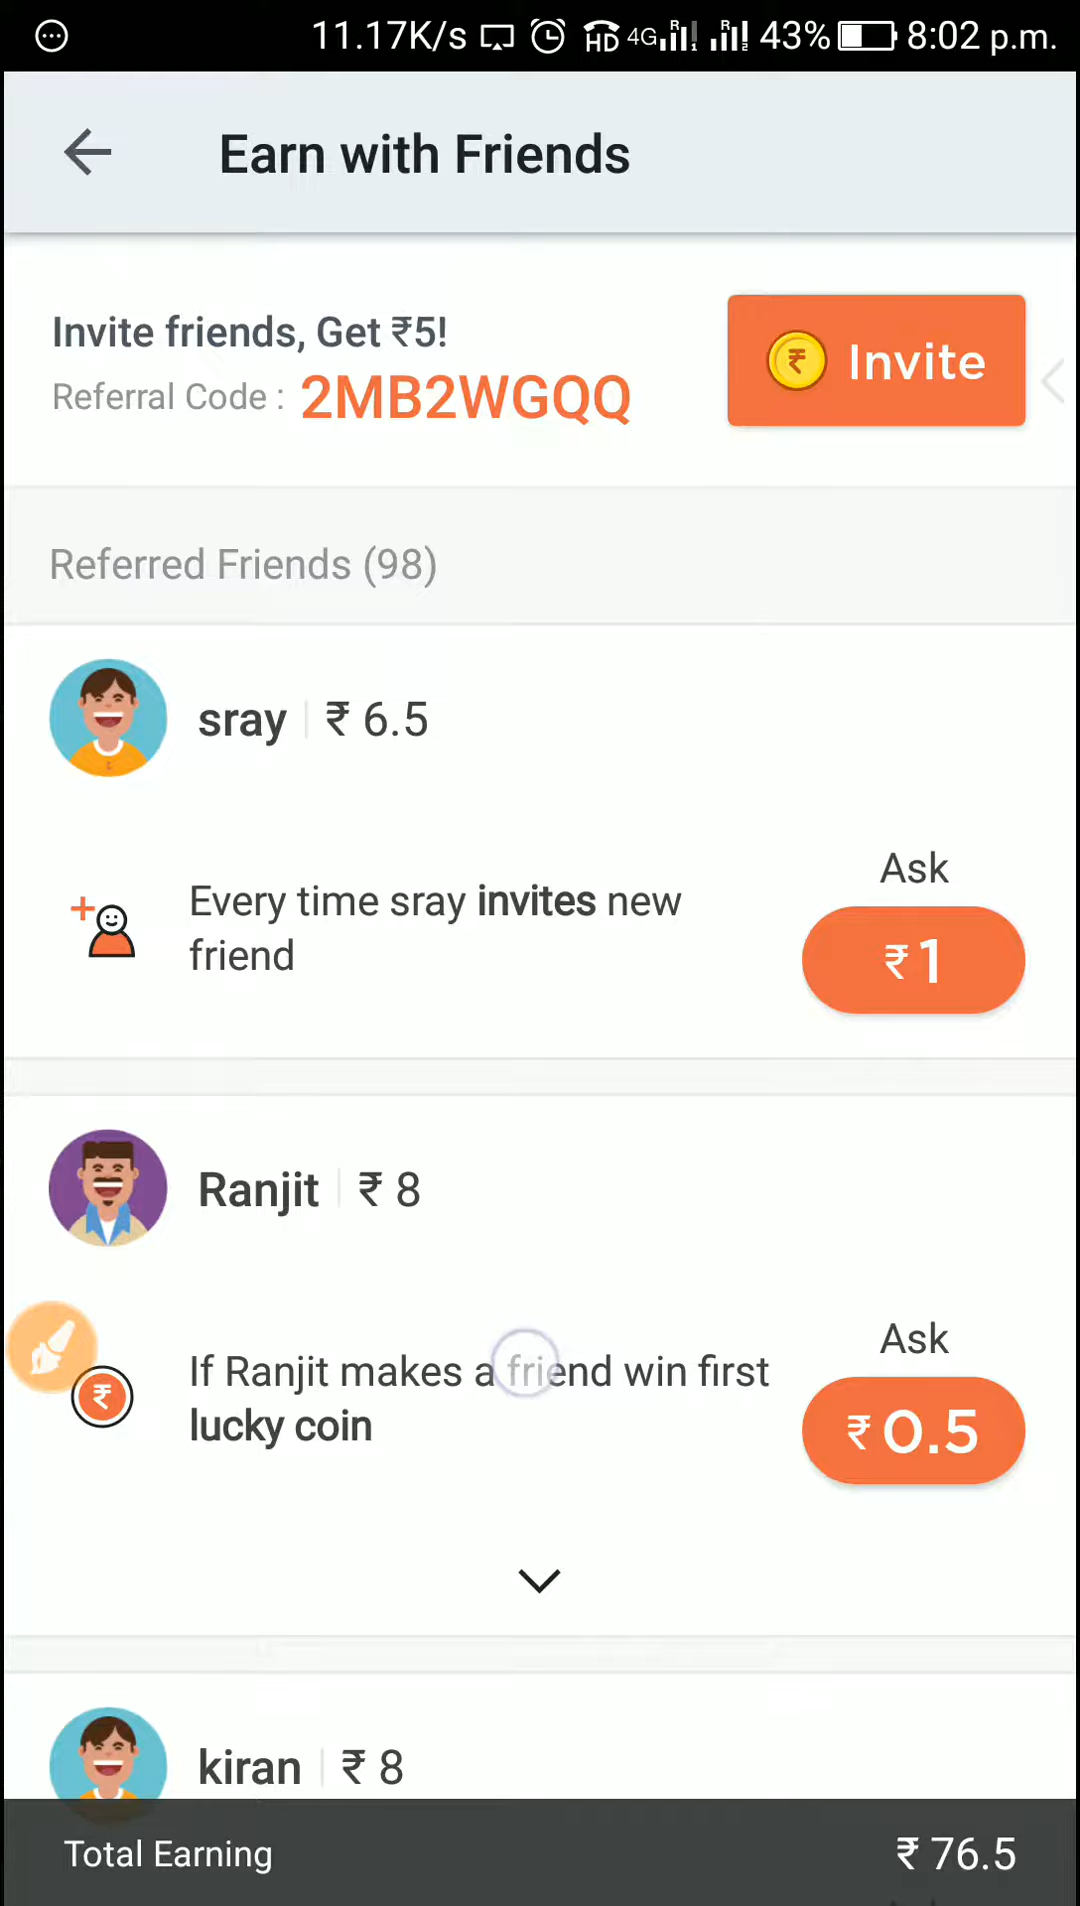 11.17K/s HD 4G R 1 R 2 43% 8:02 p.m.
Earn with Friends
Invite friends, Get ₹5!
Referral Code : 2MB2WGQQ
₹ Invite
Referred Friends (98)
sray | ₹ 6.5
Every time sray invites new
friend
Ask
₹ 1
Ranjit | ₹ 8
If Ranjit makes a friend win first
lucky coin
Ask
₹ 0.5
₹
kiran | ₹ 8
Total Earning ₹ 76.5